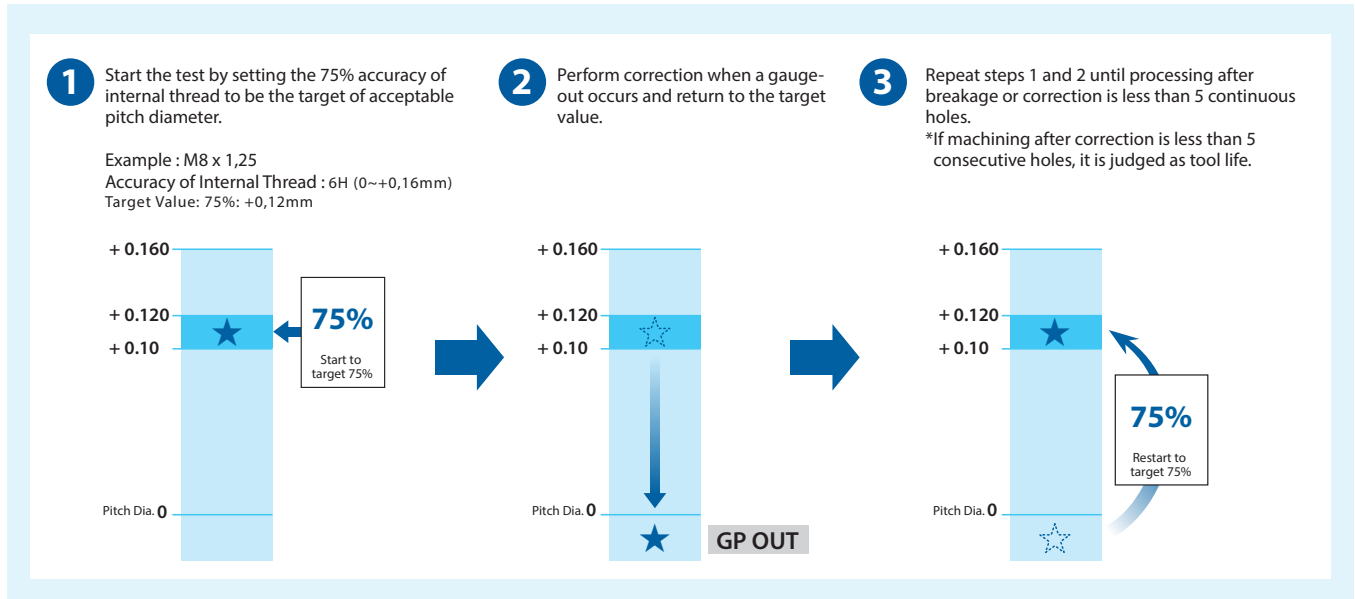 1
Start the test by setting the 75% accuracy of
internal thread to be the target of acceptable
pitch diameter.
Example : M8 x 1,25
Accuracy of Internal Thread : 6H (0~+0,16mm)
Target Value: 75%: +0,12mm
+ 0.160
+ 0.120
+ 0.10
Pitch Dia. 0
75%
Start to
target 75%
2
Perform correction when a gauge-
out occurs and return to the target
value.
+ 0.160
+ 0.120
+ 0.10
Pitch Dia. 0
GP OUT
3
Repeat steps 1 and 2 until processing after
breakage or correction is less than 5 continuous
holes.
*If machining after correction is less than 5
consecutive holes, it is judged as tool life.
+ 0.160
+ 0.120
+ 0.10
Pitch Dia. 0
75%
Restart to
target 75%